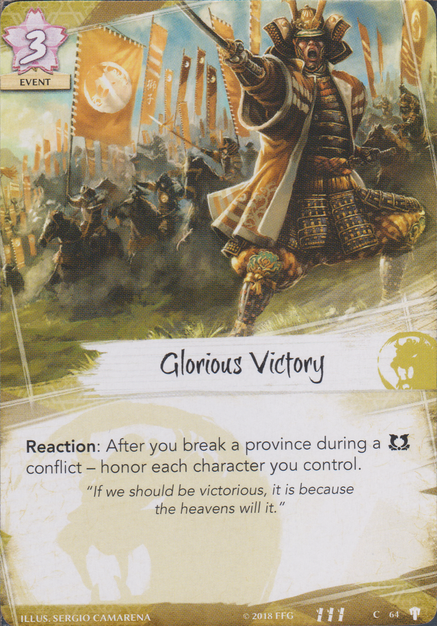 3
EVENT
Glorious Victory
Reaction: After you break a province during a
conflict – honor each character you control.
"If we should be victorious, it is because
the heavens will it."
ILLUS. SERGIO CAMARENA
© 2018 FFG
C 64